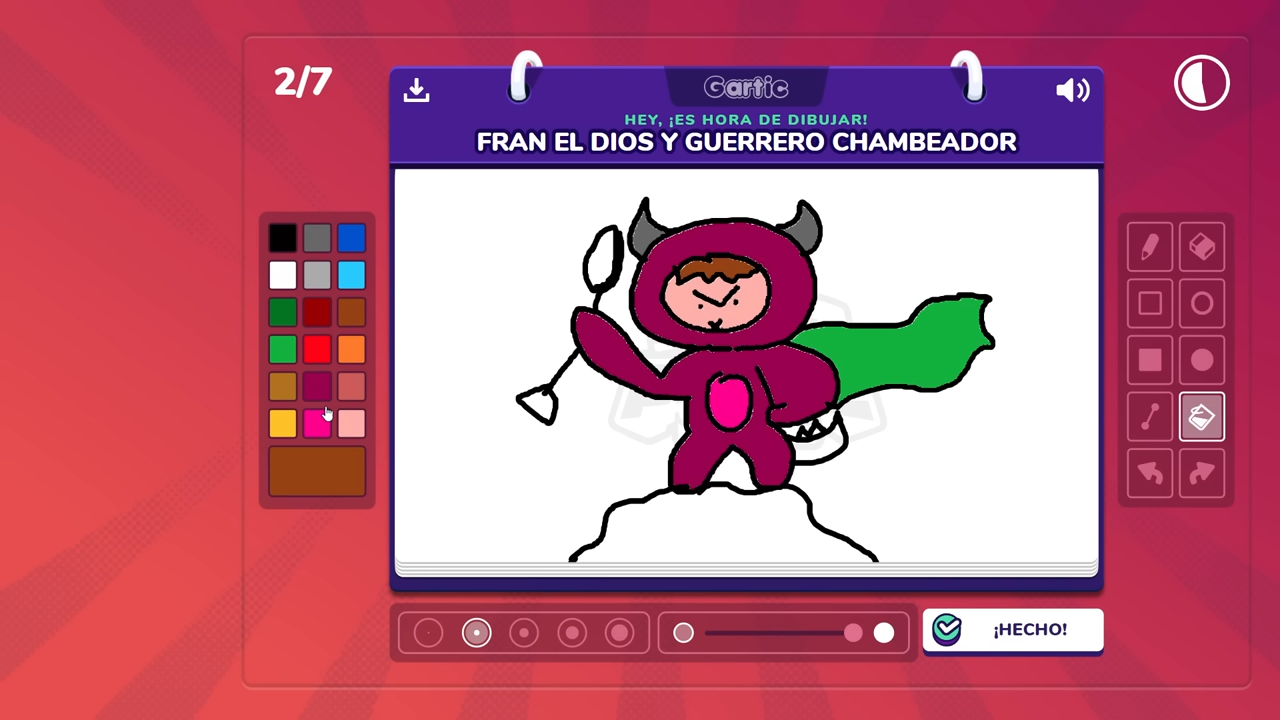 2/7
Gartic
HEY, ¡ES HORA DE DIBUJAR!
FRAN EL DIOS Y GUERRERO CHAMBEADOR
¡HECHO!